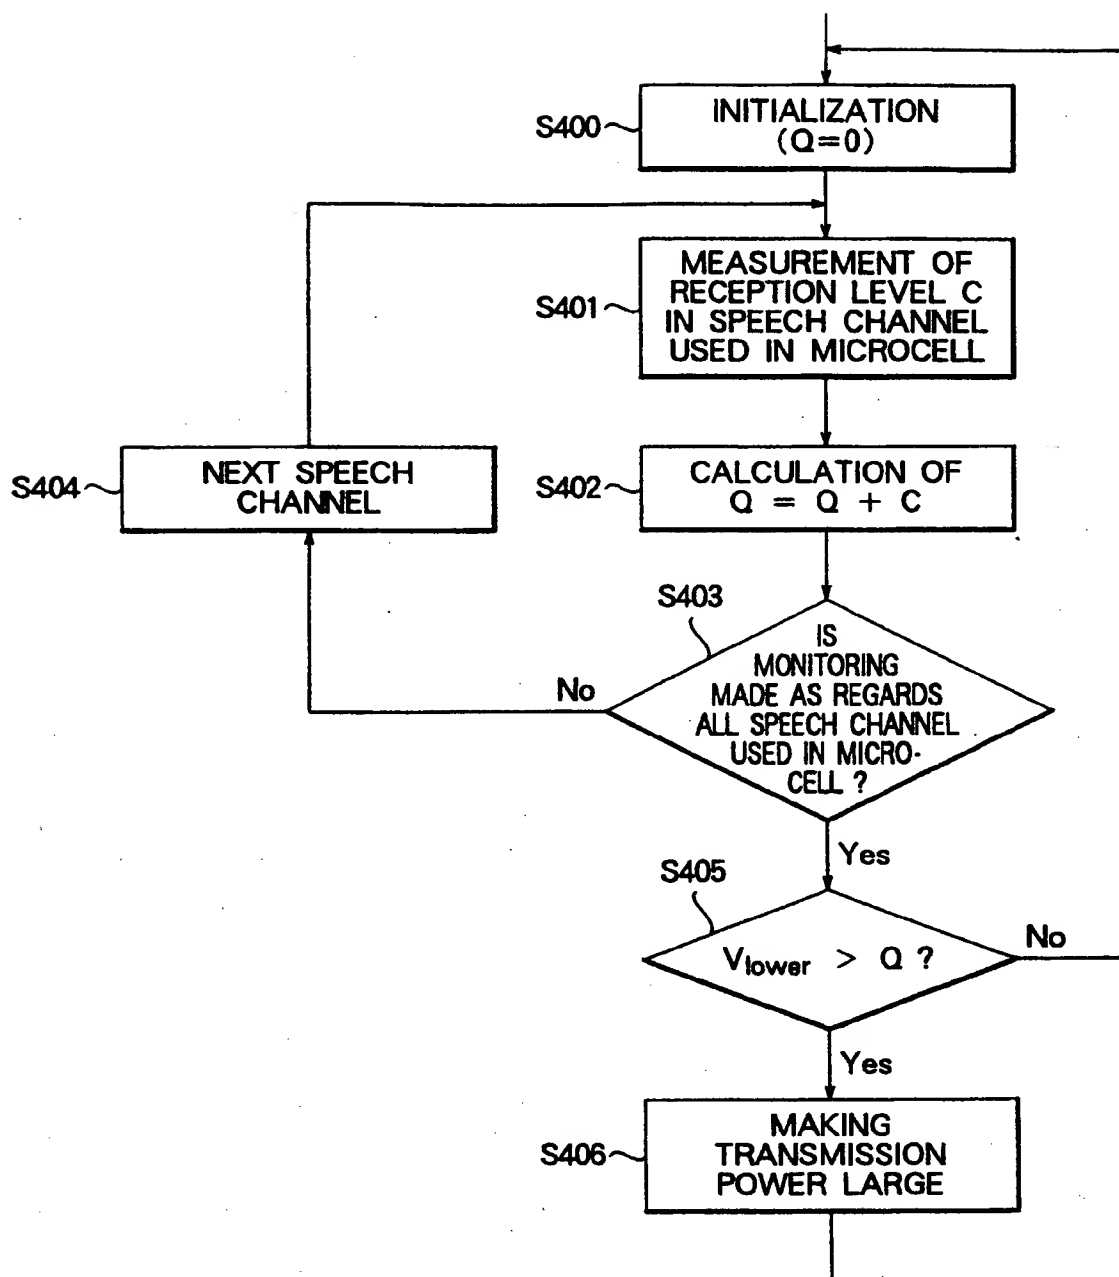 S400
INITIALIZATION
(Q=0)
S401
MEASUREMENT OF
RECEPTION LEVEL C
IN SPEECH CHANNEL
USED IN MICROCELL
S404
NEXT SPEECH
CHANNEL
S402
CALCULATION OF
Q = Q + C
S403
IS
MONITORING
MADE AS REGARDS
ALL SPEECH CHANNEL
USED IN MICRO-
CELL ?
No
Yes
S405
Vlower > Q ?
No
Yes
S406
MAKING
TRANSMISSION
POWER LARGE